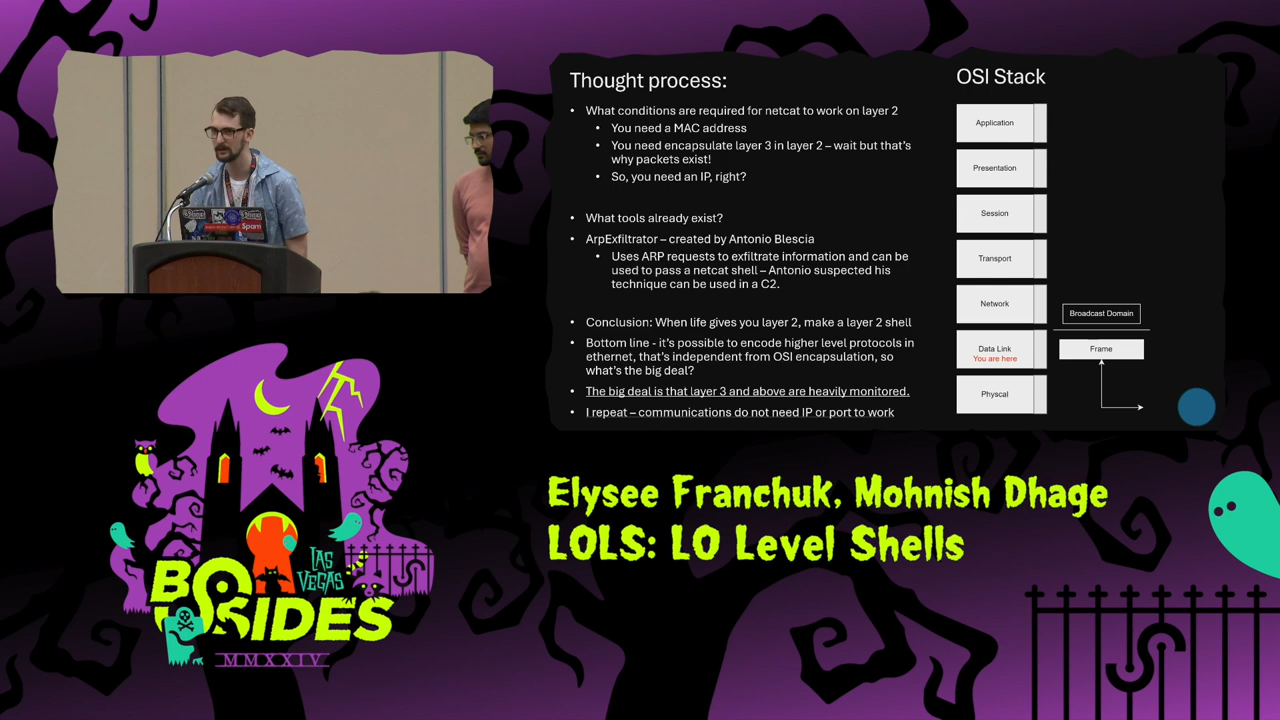 Thought process:
• What conditions are required for netcat to work on layer 2
• You need a MAC address
• You need encapsulate layer 3 in layer 2 – wait but that's
why packets exist!
• So, you need an IP, right?
• What tools already exist?
• ArpExfiltrator – created by Antonio Blescia
• Uses ARP requests to exfiltrate information and can be
used to pass a netcat shell – Antonio suspected his
technique can be used in a C2.
• Conclusion: When life gives you layer 2, make a layer 2 shell
• Bottom line - it's possible to encode higher level protocols in
ethernet, that's independent from OSI encapsulation, so
what's the big deal?
• The big deal is that layer 3 and above are heavily monitored.
• I repeat – communications do not need IP or port to work
OSI Stack
Application
Presentation
Session
Transport
Network
Data Link
You are here
Physcal
Broadcast Domain
Frame
Spam
Elysee Franchuk, Mohnish Dhage
LOLS: LO Level Shells
LAS
VEGAS
BSIDES
MMXXIV